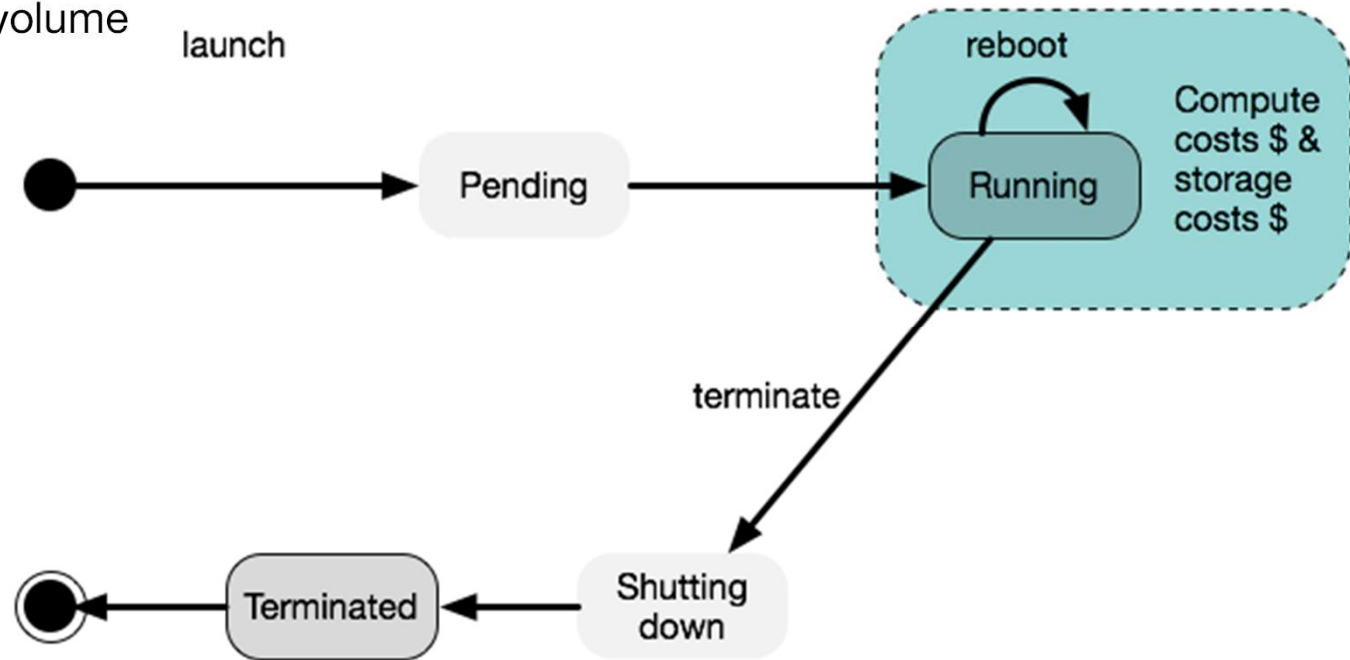 volume
launch
reboot
Compute
costs $ &
storage
costs $
Pending
Running
terminate
Shutting
down
Terminated